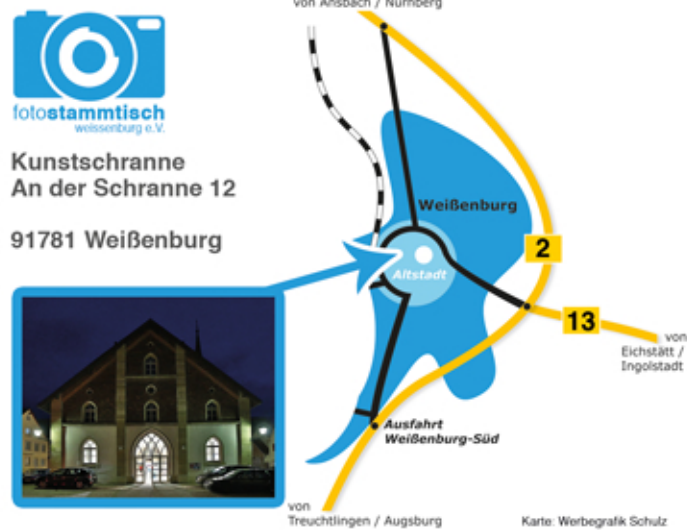 von Ansbach / Nürnberg
fotostammtisch
weissenburg e.V.
Kunstschranne
An der Schranne 12
91781 Weißenburg
Weißenburg
Altstadt
2
13
von
Eichstätt /
Ingolstadt
Ausfahrt
Weißenburg-Süd
von
Treuchtlingen / Augsburg
Karte: Werbegrafik Schulz